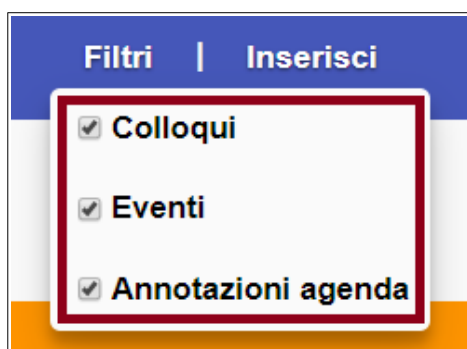 Filtri | Inserisci
Colloqui
Eventi
Annotazioni agenda